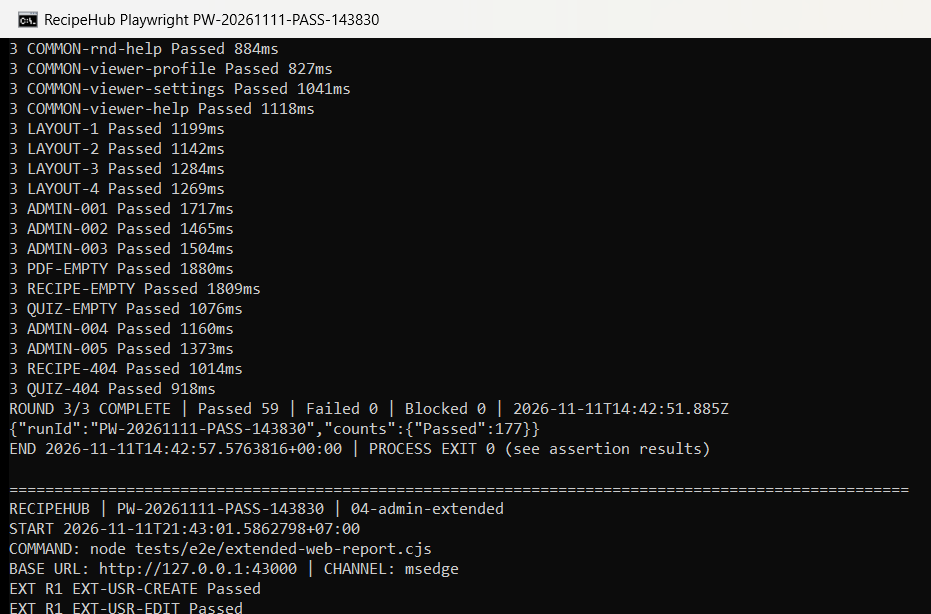 RecipeHub Playwright PW-20261111-PASS-143830
3 COMMON-rnd-help Passed 884ms
3 COMMON-viewer-profile Passed 827ms
3 COMMON-viewer-settings Passed 1041ms
3 COMMON-viewer-help Passed 1118ms
3 LAYOUT-1 Passed 1199ms
3 LAYOUT-2 Passed 1142ms
3 LAYOUT-3 Passed 1284ms
3 LAYOUT-4 Passed 1269ms
3 ADMIN-001 Passed 1717ms
3 ADMIN-002 Passed 1465ms
3 ADMIN-003 Passed 1504ms
3 PDF-EMPTY Passed 1880ms
3 RECIPE-EMPTY Passed 1809ms
3 QUIZ-EMPTY Passed 1076ms
3 ADMIN-004 Passed 1160ms
3 ADMIN-005 Passed 1373ms
3 RECIPE-404 Passed 1014ms
3 QUIZ-404 Passed 918ms
ROUND 3/3 COMPLETE | Passed 59 | Failed 0 | Blocked 0 | 2026-11-11T14:42:51.885Z
{"runId":"PW-20261111-PASS-143830","counts":{"Passed":177}}
END 2026-11-11T14:42:57.5763816+00:00 | PROCESS EXIT 0 (see assertion results)
====================================================================================================
RECIPEHUB | PW-20261111-PASS-143830 | 04-admin-extended
START 2026-11-11T21:43:01.5862798+07:00
COMMAND: node tests/e2e/extended-web-report.cjs
BASE URL: http://127.0.0.1:43000 | CHANNEL: msedge
EXT R1 EXT-USR-CREATE Passed
EXT R1 EXT-USR-EDIT Passed